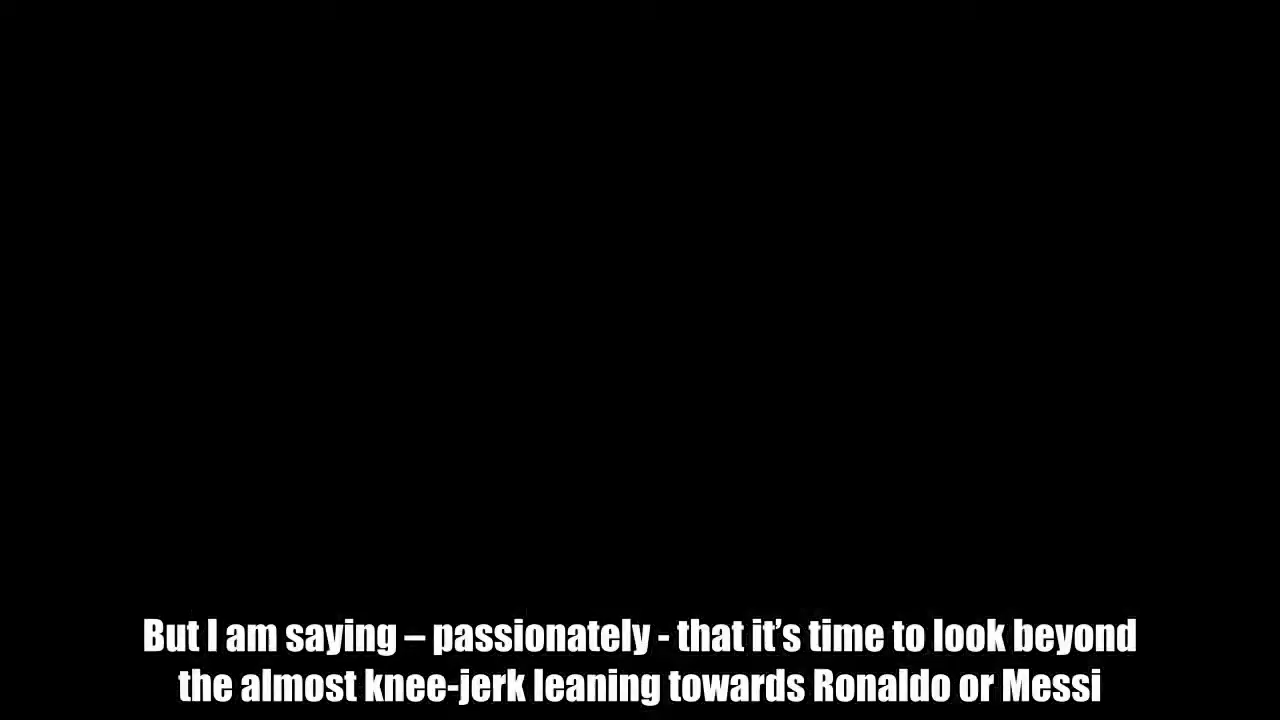 But I am saying – passionately - that it’s time to look beyond
the almost knee-jerk leaning towards Ronaldo or Messi